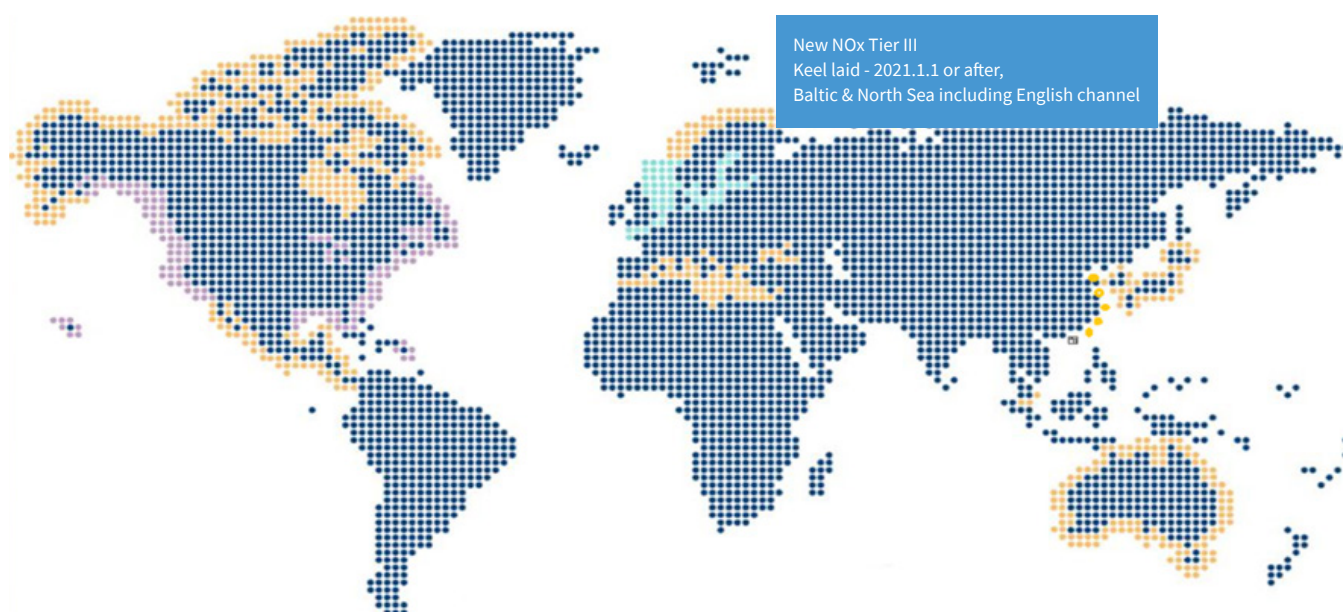 New NOx Tier III
Keel laid - 2021.1.1 or after,
Baltic & North Sea including English channel